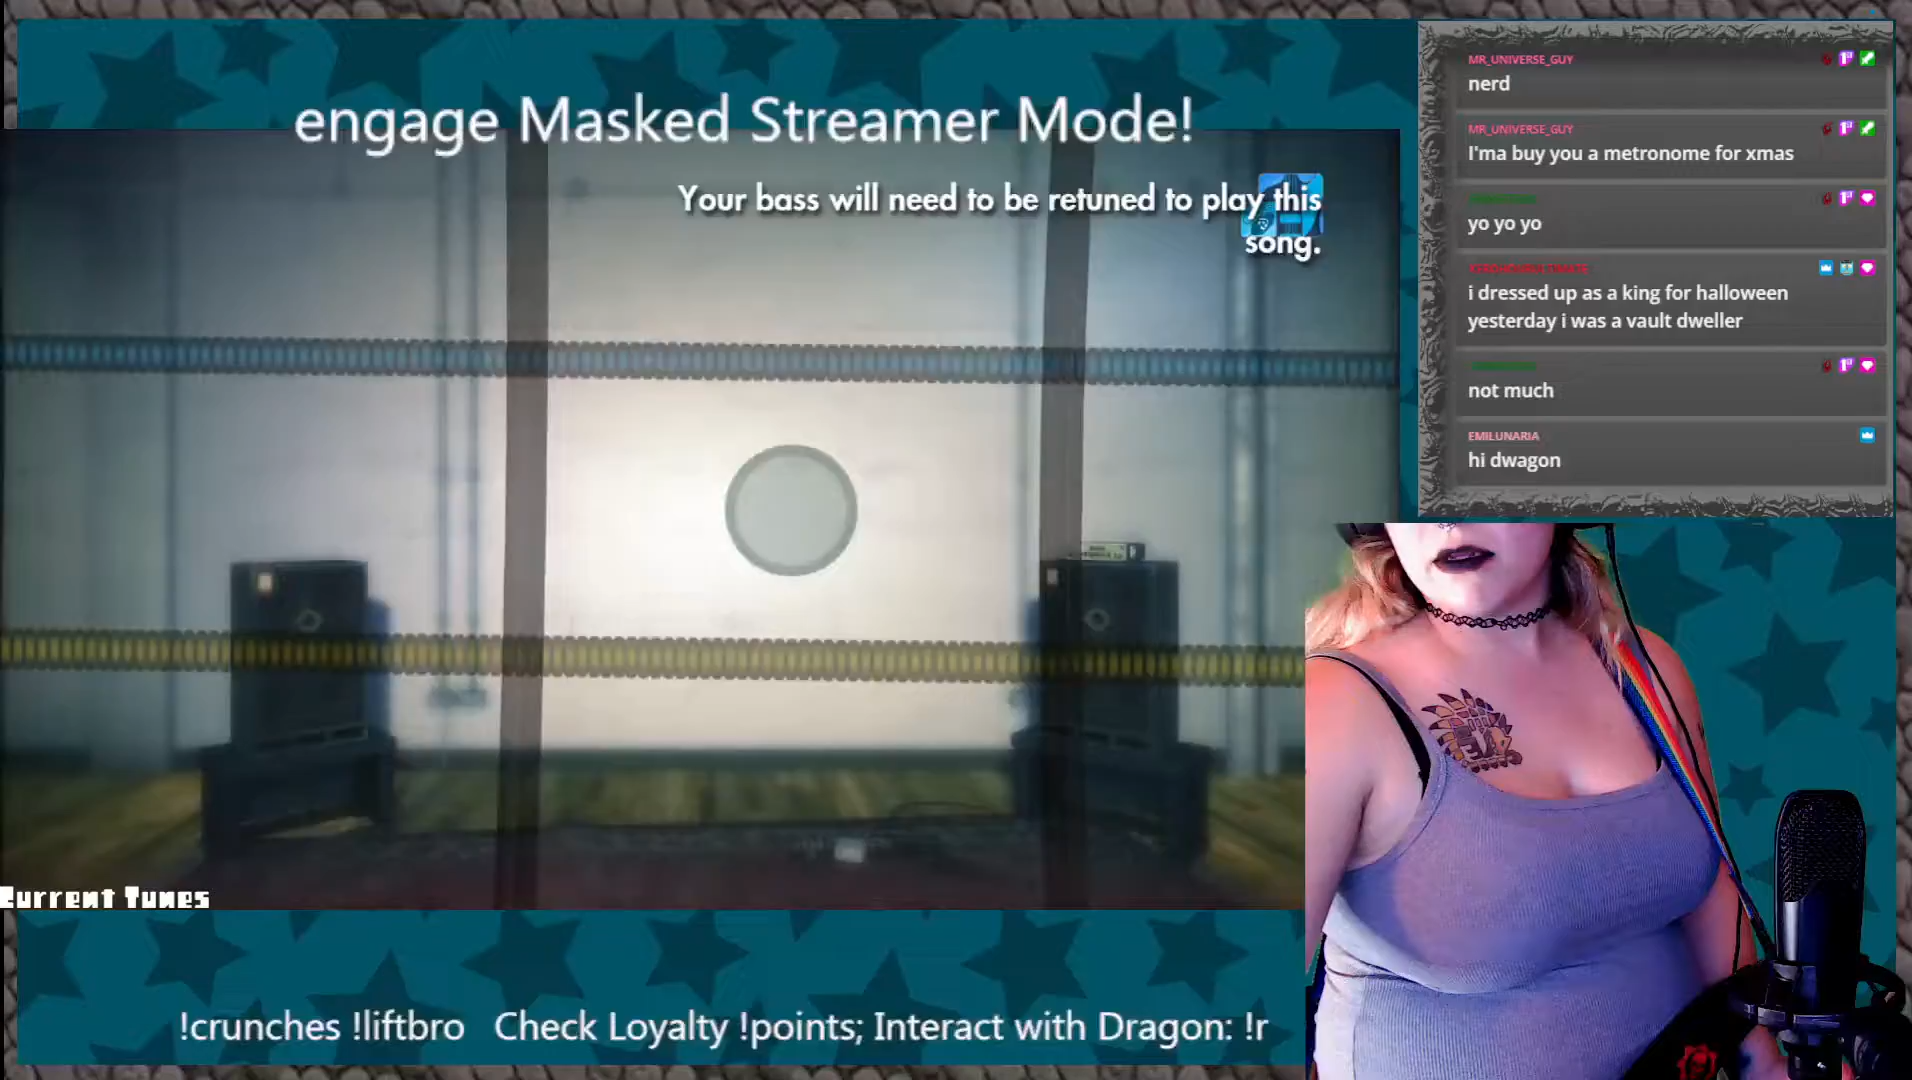 engage Masked Streamer Mode!
Your bass will need to be retuned to play this
song.
MR_UNIVERSE_GUY
nerd
MR_UNIVERSE_GUY
I'ma buy you a metronome for xmas
yo yo yo
i dressed up as a king for halloween
yesterday i was a vault dweller
not much
EMILUNARIA
hi dwagon
Current Tunes
!crunches !liftbro   Check Loyalty !points; Interact with Dragon: !r